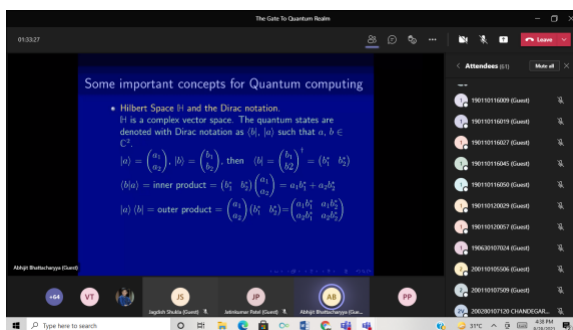 The Gate To Quantum Realm
01:33:27
Leave
Some important concepts for Quantum computing
• Hilbert Space ℍ and the Dirac notation.
ℍ is a complex vector space. The quantum states are
denoted with Dirac notation as ⟨b|, |a⟩ such that a, b ∈
ℂ².
|a⟩ = (a₁ a₂), |b⟩ = (b₁ b₂), then ⟨b| = (b₁ b2)† = (b₁* b₂*)
⟨b|a⟩ = inner product = (b₁* b₂*)(a₁ a₂) = a₁b₁* + a₂b₂*
|a⟩⟨b| = outer product = (a₁ a₂)(b₁* b₂*)=(a₁b₁* a₁b₂* a₂b₁* a₂b₂*)
Abhijit Bhattacharyya (Guest)
+64
VT
JS
JP
AB
PP
Jagdish Shukla (Guest)
Jatinkumar Patel (Guest)
Abhijit Bhattacharyya (Gue...
Attendees (61)
Mute all
190110116009 (Guest)
190110116019 (Guest)
190110116027 (Guest)
190110116045 (Guest)
190110116050 (Guest)
190110120029 (Guest)
190110120057 (Guest)
190630107024 (Guest)
200110105506 (Guest)
200110107509 (Guest)
200280107120 CHANDEGAR...
Type here to search
31°C
4:38 PM